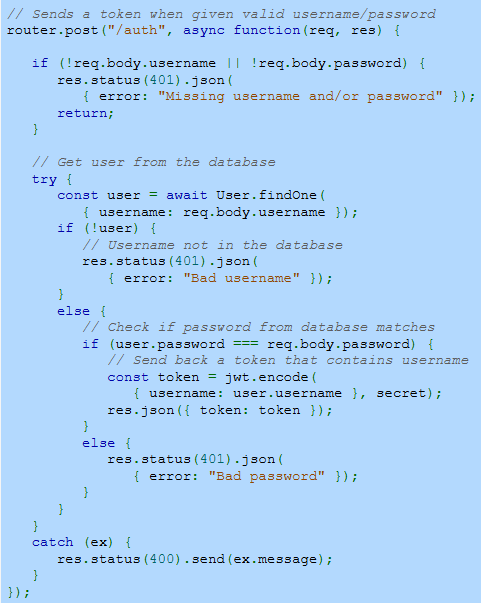 // Sends a token when given valid username/password
router.post("/auth", async function(req, res) {
if (!req.body.username || !req.body.password) {
res.status(401).json(
{ error: "Missing username and/or password" });
return;
}
// Get user from the database
try {
const user = await User.findOne(
{ username: req.body.username });
if (!user) {
// Username not in the database
res.status(401).json(
{ error: "Bad username" });
}
else {
// Check if password from database matches
if (user.password === req.body.password) {
// Send back a token that contains username
const token = jwt.encode(
{ username: user.username }, secret);
res.json({ token: token });
}
else {
res.status(401).json(
{ error: "Bad password" });
}
}
}
catch (ex) {
res.status(400).send(ex.message);
}
});